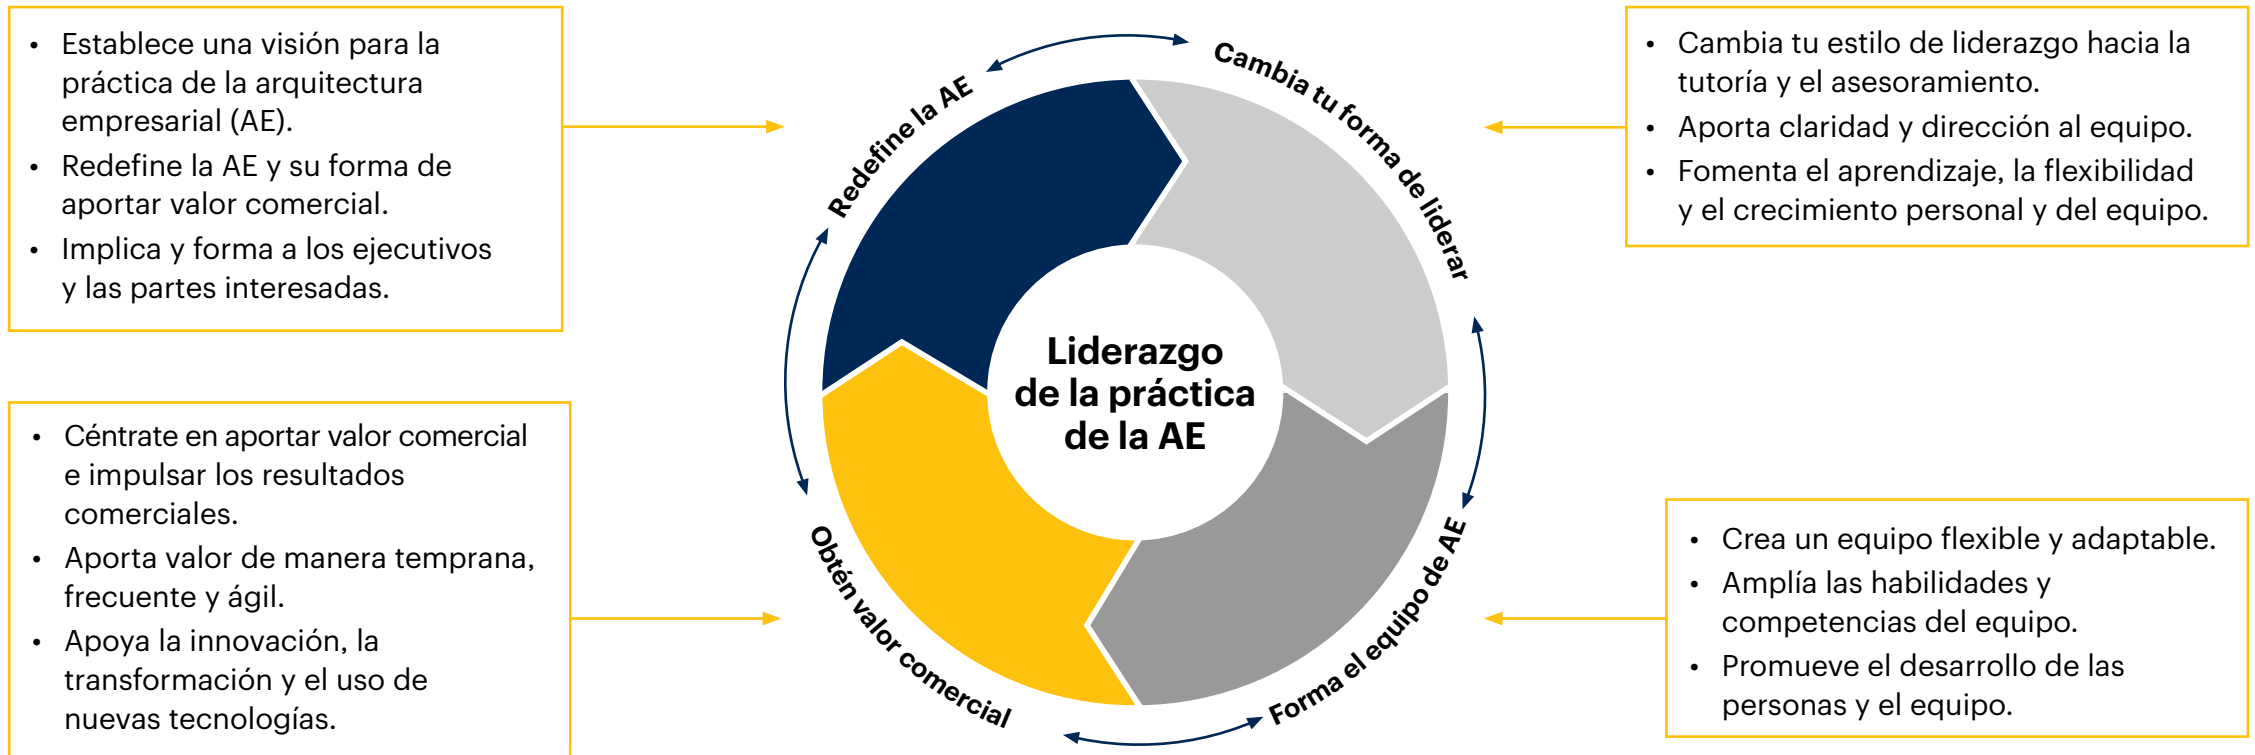 • Establece una visión para la
práctica de la arquitectura
empresarial (AE).
• Redefine la AE y su forma de
aportar valor comercial.
• Implica y forma a los ejecutivos
y las partes interesadas.
Redefine la AE
Cambia tu forma de liderar
• Cambia tu estilo de liderazgo hacia la
tutoría y el asesoramiento.
• Aporta claridad y dirección al equipo.
• Fomenta el aprendizaje, la flexibilidad
y el crecimiento personal y del equipo.
Liderazgo
de la práctica
de la AE
• Céntrate en aportar valor comercial
e impulsar los resultados
comerciales.
• Aporta valor de manera temprana,
frecuente y ágil.
• Apoya la innovación, la
transformación y el uso de
nuevas tecnologías.
Obtén valor comercial
Forma el equipo de AE
• Crea un equipo flexible y adaptable.
• Amplía las habilidades y
competencias del equipo.
• Promueve el desarrollo de las
personas y el equipo.